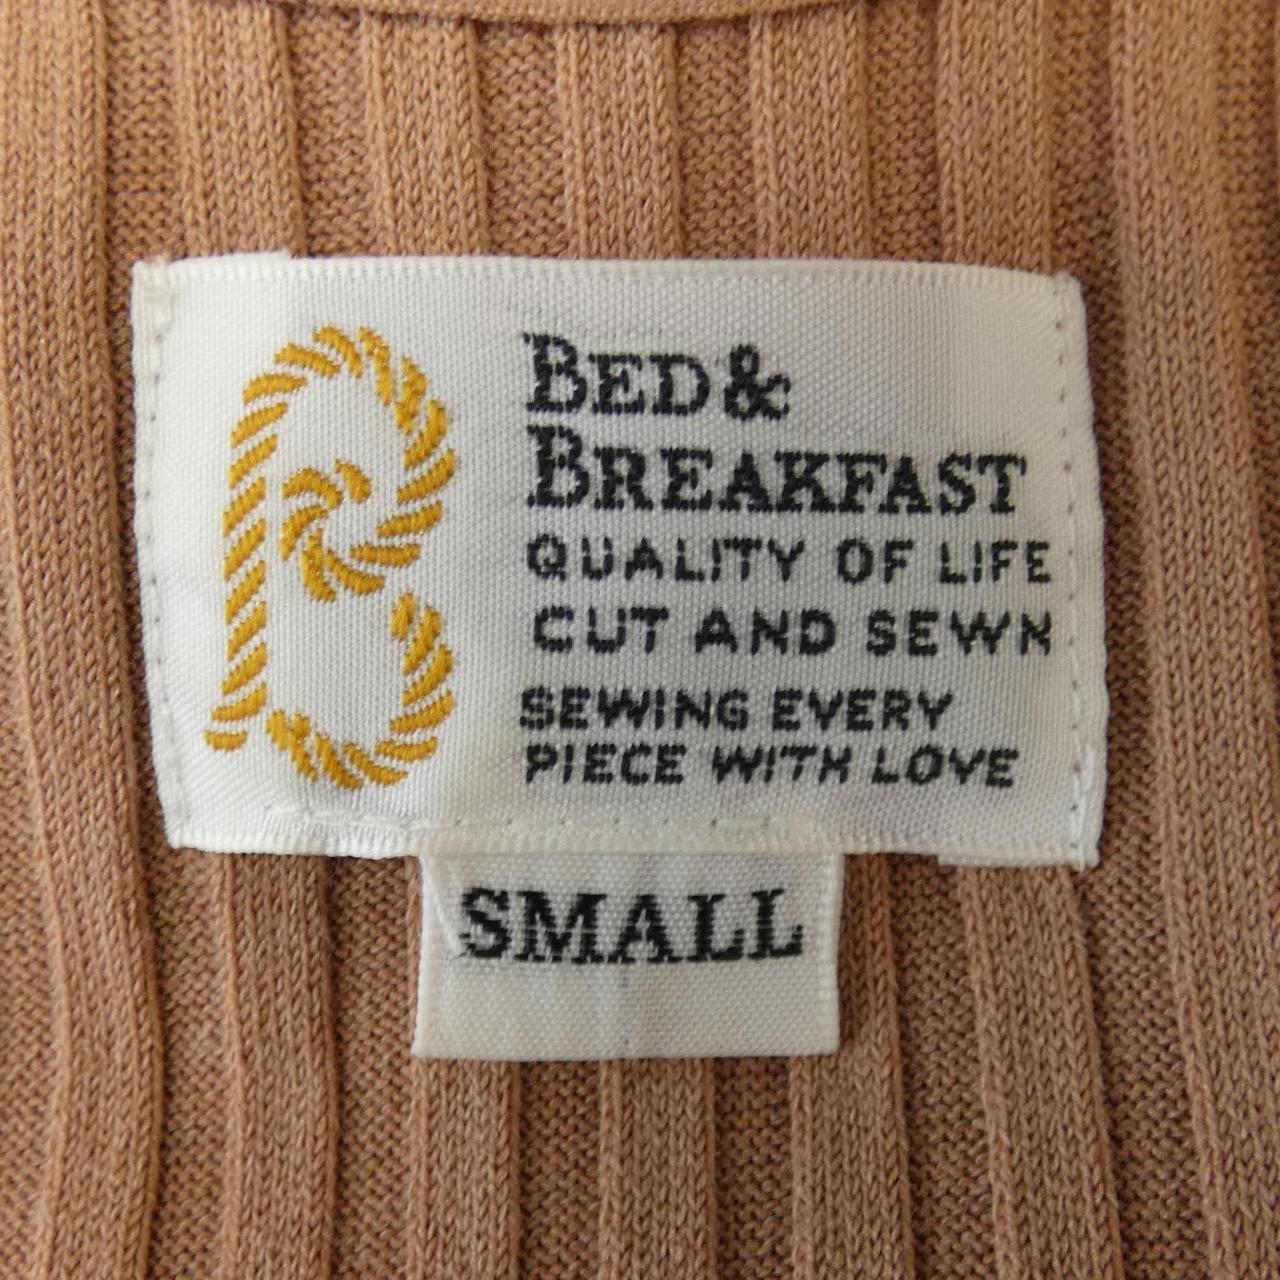 BED &
BREAKFAST
QUALITY OF LIFE
CUT AND SEWN
SEWING EVERY
PIECE WITH LOVE
SMALL